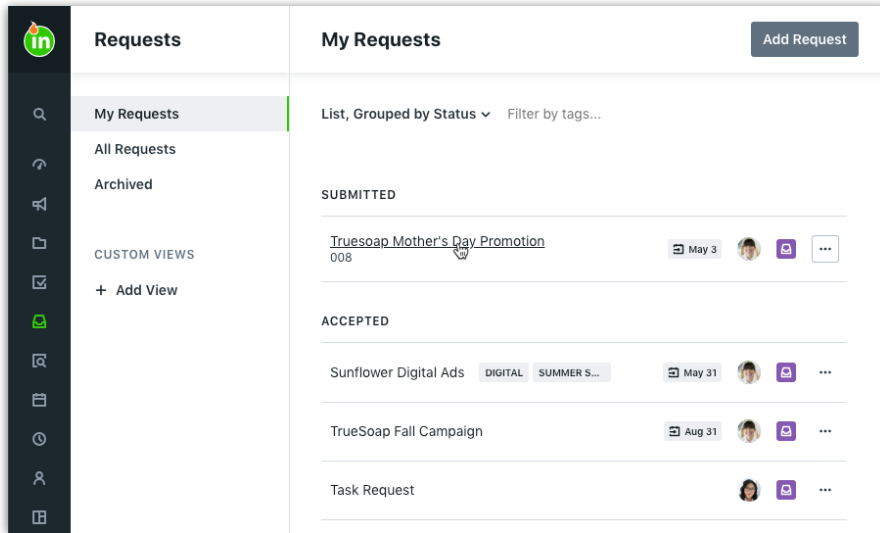 in
Requests
My Requests
Add Request
My Requests
All Requests
Archived
CUSTOM VIEWS
+ Add View
List, Grouped by Status
Filter by tags...
SUBMITTED
Truesoap Mother's Day Promotion
008
May 3
ACCEPTED
Sunflower Digital Ads DIGITAL SUMMER S... May 31
TrueSoap Fall Campaign Aug 31
Task Request